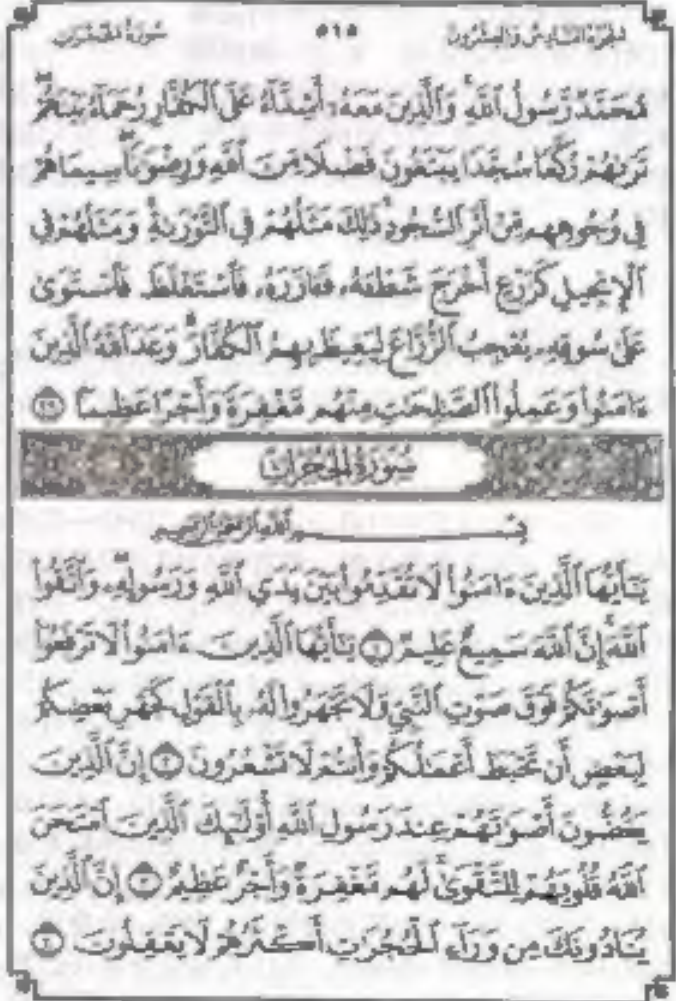 الجزء السادس والعشرون ٥١٥ سورة الحجرات
مُّحَمَّدٌ رَّسُولُ ٱللَّهِ وَٱلَّذِينَ مَعَهُۥٓ أَشِدَّآءُ عَلَى ٱلْكُفَّارِ رُحَمَآءُ بَيْنَهُمْ
تَرَىٰهُمْ رُكَّعًا سُجَّدًا يَبْتَغُونَ فَضْلًا مِّنَ ٱللَّهِ وَرِضْوَٰنًا سِيمَاهُمْ
فِى وُجُوهِهِم مِّنْ أَثَرِ ٱلسُّجُودِ ذَٰلِكَ مَثَلُهُمْ فِى ٱلتَّوْرَىٰةِ وَمَثَلُهُمْ فِى
ٱلْإِنجِيلِ كَزَرْعٍ أَخْرَجَ شَطْـَٔهُۥ فَـَٔازَرَهُۥ فَٱسْتَغْلَظَ فَٱسْتَوَىٰ
عَلَىٰ سُوقِهِۦ يُعْجِبُ ٱلزُّرَّاعَ لِيَغِيظَ بِهِمُ ٱلْكُفَّارَ وَعَدَ ٱللَّهُ ٱلَّذِينَ
ءَامَنُوا۟ وَعَمِلُوا۟ ٱلصَّٰلِحَٰتِ مِنْهُم مَّغْفِرَةً وَأَجْرًا عَظِيمًۢا ٢٩
سُورَةُ الحُجُرَاتِ
بِسْمِ ٱللَّهِ ٱلرَّحْمَٰنِ ٱلرَّحِيمِ
يَٰٓأَيُّهَا ٱلَّذِينَ ءَامَنُوا۟ لَا تُقَدِّمُوا۟ بَيْنَ يَدَىِ ٱللَّهِ وَرَسُولِهِۦ وَٱتَّقُوا۟
ٱللَّهَ إِنَّ ٱللَّهَ سَمِيعٌ عَلِيمٌ ١ يَٰٓأَيُّهَا ٱلَّذِينَ ءَامَنُوا۟ لَا تَرْفَعُوٓا۟
أَصْوَٰتَكُمْ فَوْقَ صَوْتِ ٱلنَّبِىِّ وَلَا تَجْهَرُوا۟ لَهُۥ بِٱلْقَوْلِ كَجَهْرِ بَعْضِكُمْ
لِبَعْضٍ أَن تَحْبَطَ أَعْمَٰلُكُمْ وَأَنتُمْ لَا تَشْعُرُونَ ٢ إِنَّ ٱلَّذِينَ
يَغُضُّونَ أَصْوَٰتَهُمْ عِندَ رَسُولِ ٱللَّهِ أُو۟لَٰٓئِكَ ٱلَّذِينَ ٱمْتَحَنَ
ٱللَّهُ قُلُوبَهُمْ لِلتَّقْوَىٰ لَهُم مَّغْفِرَةٌ وَأَجْرٌ عَظِيمٌ ٣ إِنَّ ٱلَّذِينَ
يُنَادُونَكَ مِن وَرَآءِ ٱلْحُجُرَٰتِ أَكْثَرُهُمْ لَا يَعْقِلُونَ ٤